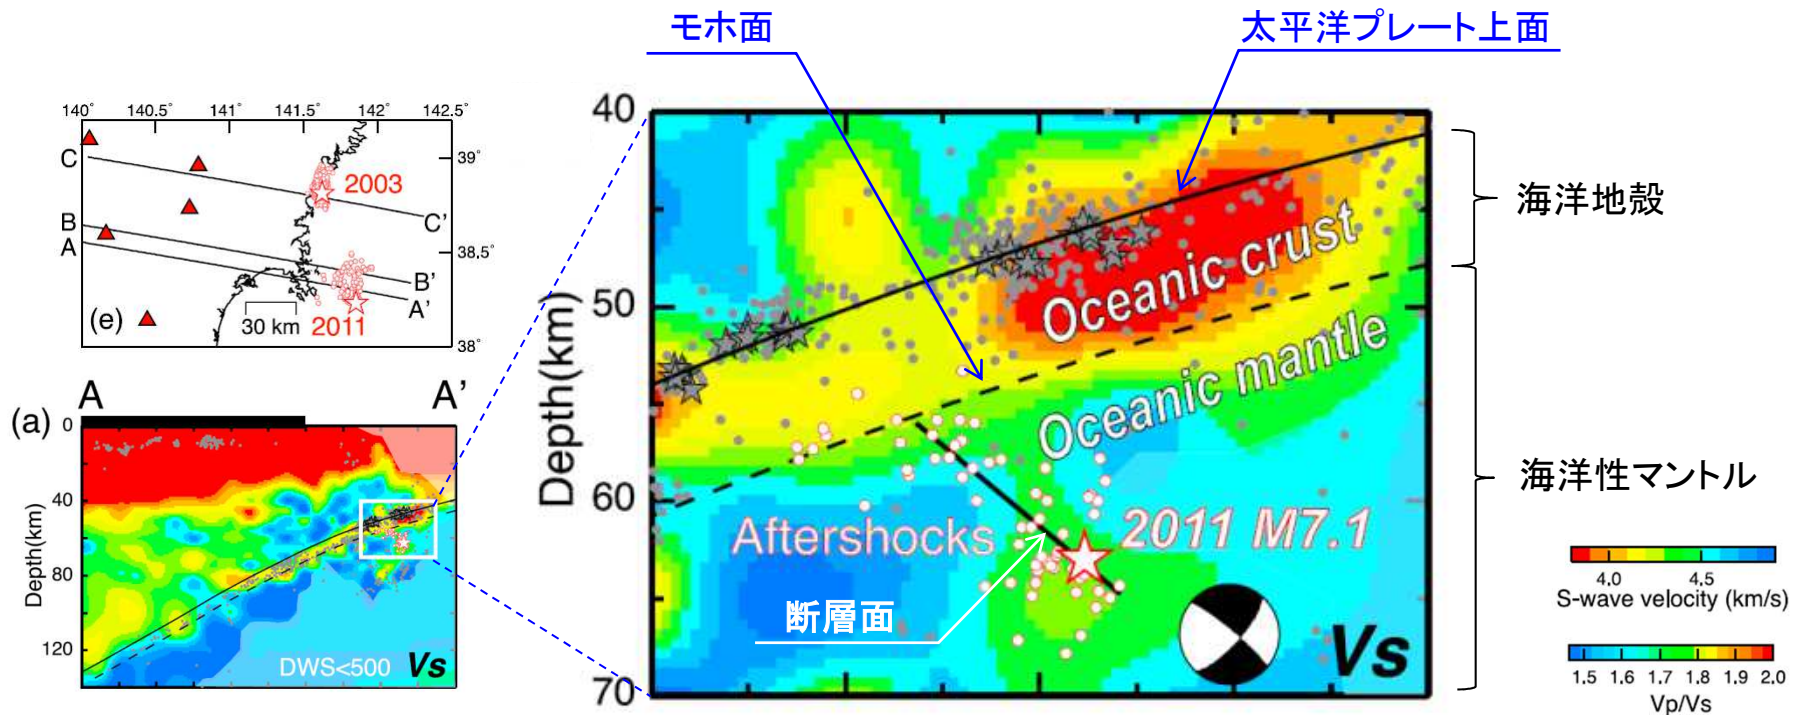 モホ面
太平洋プレート上面
140° 140.5° 141° 141.5° 142° 142.5°
C
B
A
39°
38.5°
38°
2003
2011
C'
B'
A'
30 km
(e)
A A'
(a)
0
40
80
120
Depth(km)
DWS<500
Vs
40
50
60
70
Depth(km)
Oceanic crust
Oceanic mantle
Aftershocks
2011 M7.1
断層面
Vs
海洋地殻
海洋性マントル
4.0 4.5
S-wave velocity (km/s)
1.5 1.6 1.7 1.8 1.9 2.0
Vp/Vs